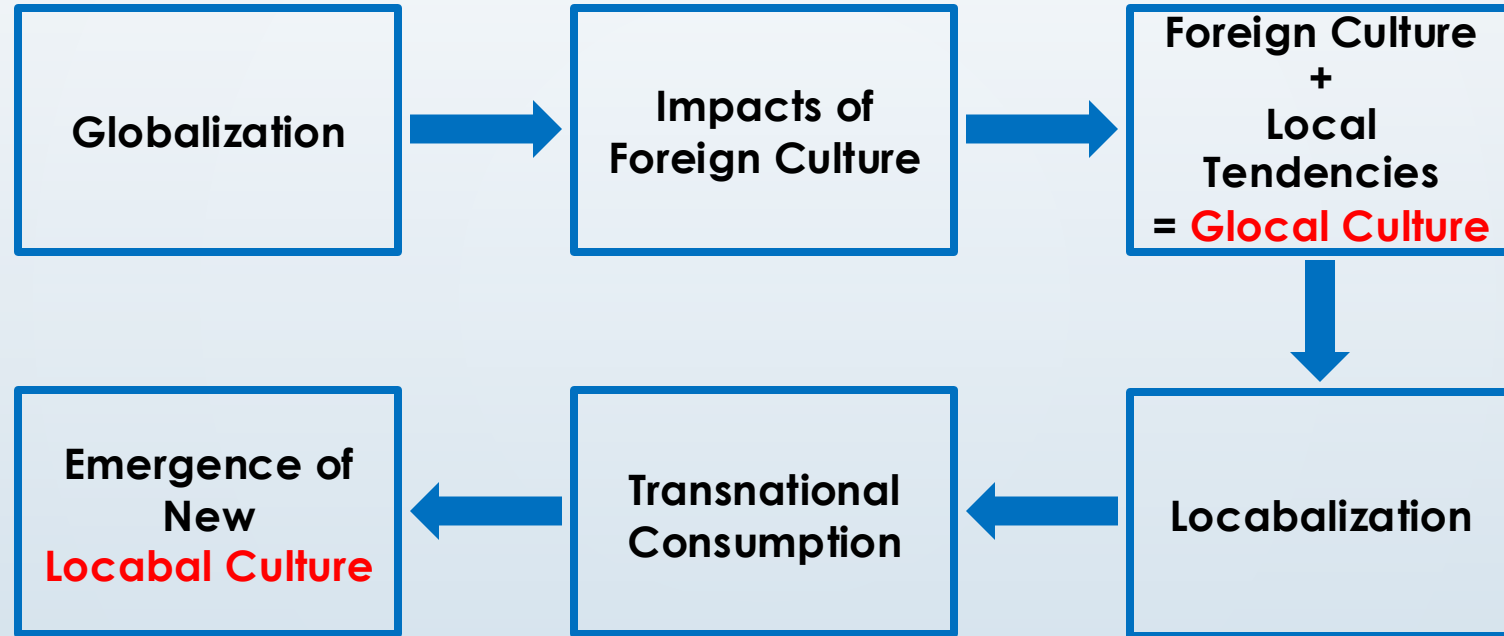 Globalization
Impacts of
Foreign Culture
Foreign Culture
+
Local
Tendencies
= Glocal Culture
Locabalization
Transnational
Consumption
Emergence of
New
Locabal Culture